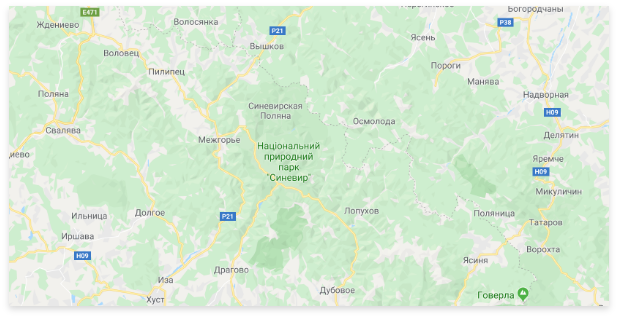 E471
Богородчаны
Ждениево
Волосянка
P38
P21
Ясень
Вышков
Воловец
Пороги
Пилипец
Манява
Поляна
Надворная
Синевирская
Поляна
H09
Осмолода
Свалява
Делятин
Межгорье
Національний
природний
парк
"Синевир"
Яремче
H09
Микуличин
Ильница
Долгое
P21
Лопухов
Поляница
Татаров
Иршава
Ворохта
H09
Ясиня
Драгово
Иза
Дубовое
Говерла
Хуст